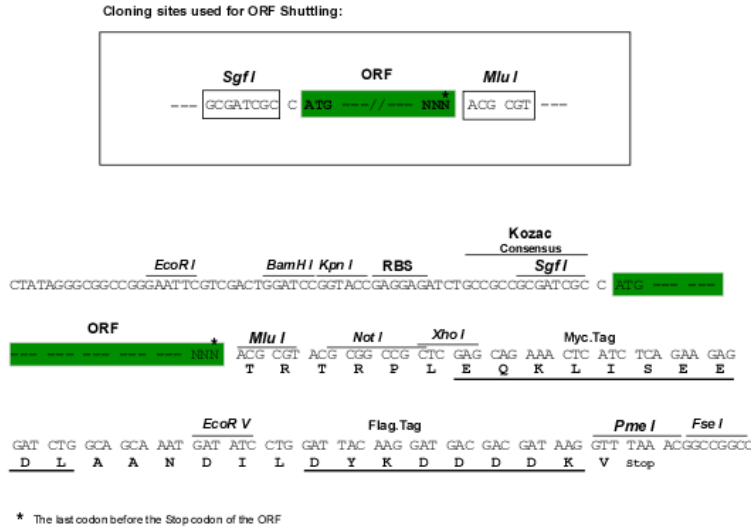 Cloning sites used for ORF Shuttling:
Sgf I ORF Mlu I
*
--- GCGATCGC C ATG ---//--- NNN ACG CGT ---
Kozac
Consensus
EcoR I BamH I Kpn I RBS Sgf I
CTATAGGGCGGCCGGGAATTCGTCGACTGGATCCGGTACCGAGGAGATCTGCCGCCGCGATCGC C ATG --- ---
ORF
* Mlu I Not I Xho I Myc.Tag
--- --- --- --- --- NNN ACG CGT ACG CGG CCG CTC GAG CAG AAA CTC ATC TCA GAA GAG
T R T R P L E Q K L I S E E
EcoR V Flag.Tag Pme I Fse I
GAT CTG GCA GCA AAT GAT ATC CTG GAT TAC AAG GAT GAC GAC GAT AAG GTT TAA ACGGCCGGCC
D L A A N D I L D Y K D D D D K V Stop
* The last codon before the Stop codon of the ORF